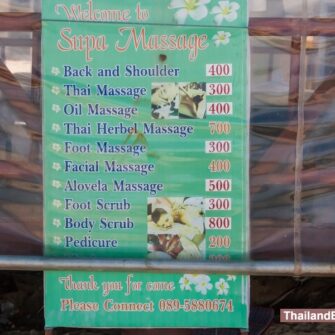 Welcome to
Supa Massage
Back and Shoulder 400
Thai Massage 300
Oil Massage 400
Thai Herbel Massage 700
Foot Massage 300
Facial Massage 400
Alovela Massage 500
Foot Scrub 300
Body Scrub 800
Pedicure 200
Thank you for come
Please Connect 089-5880674